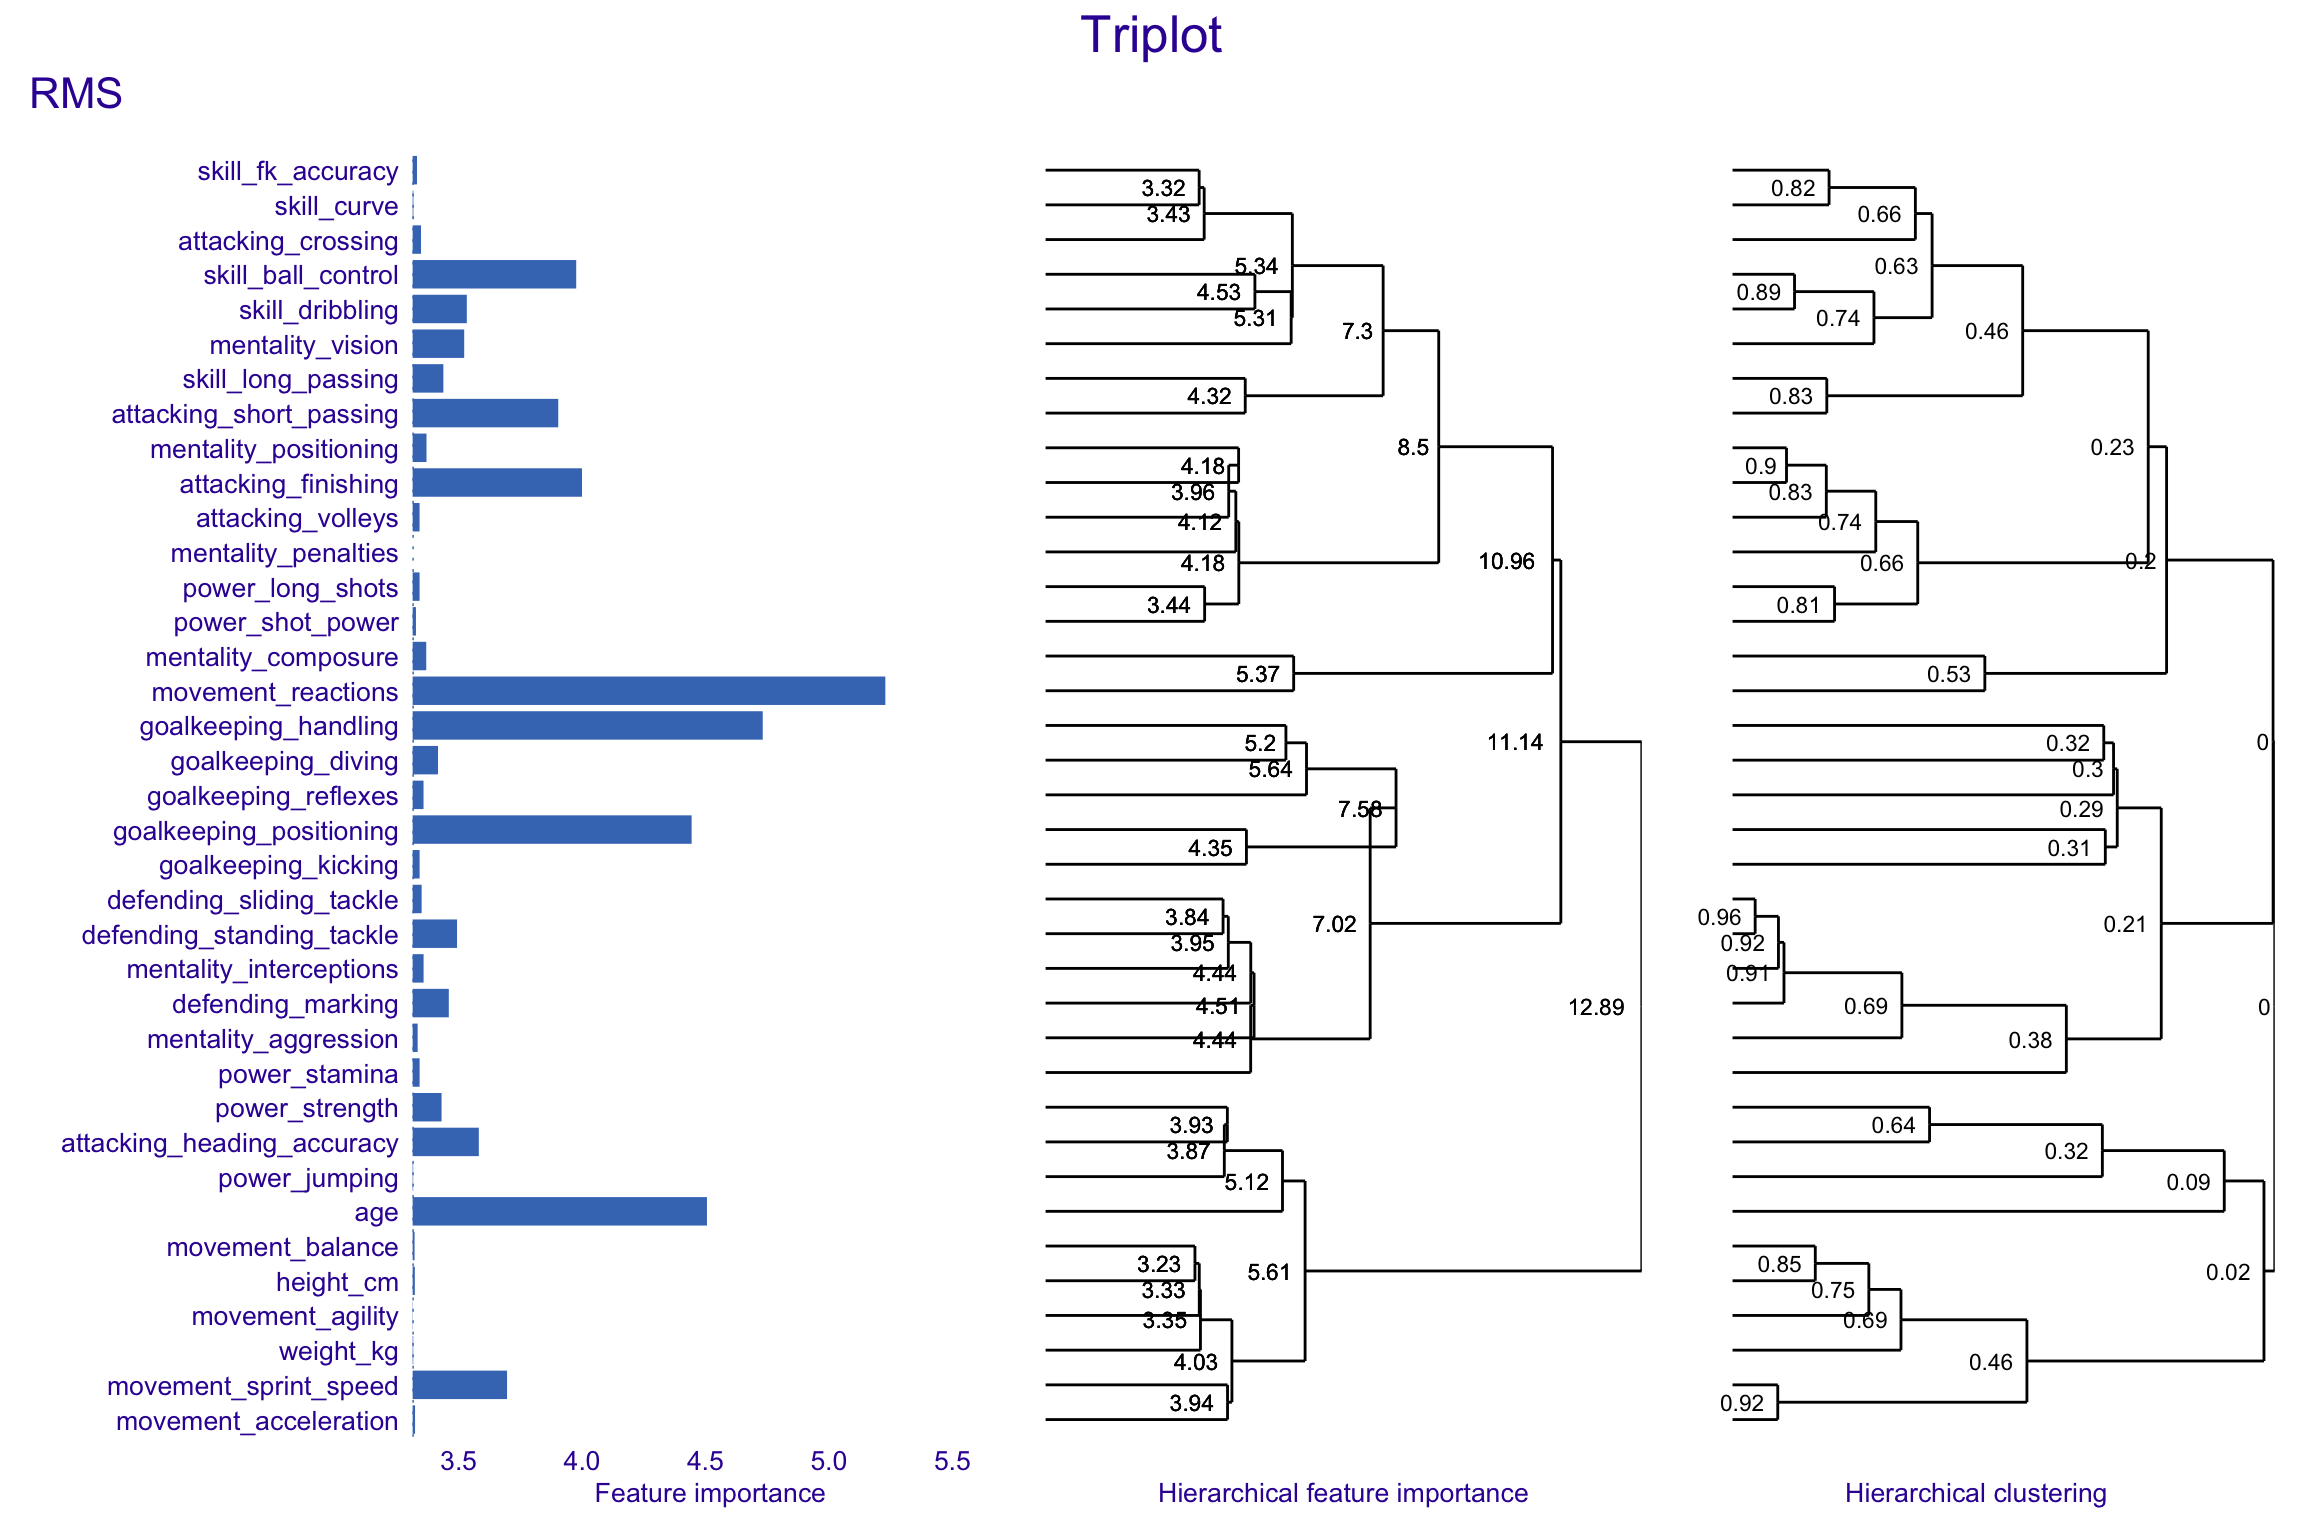 Triplot
RMS
skill_fk_accuracy
skill_curve
attacking_crossing
skill_ball_control
skill_dribbling
mentality_vision
skill_long_passing
attacking_short_passing
mentality_positioning
attacking_finishing
attacking_volleys
mentality_penalties
power_long_shots
power_shot_power
mentality_composure
movement_reactions
goalkeeping_handling
goalkeeping_diving
goalkeeping_reflexes
goalkeeping_positioning
goalkeeping_kicking
defending_sliding_tackle
defending_standing_tackle
mentality_interceptions
defending_marking
mentality_aggression
power_stamina
power_strength
attacking_heading_accuracy
power_jumping
age
movement_balance
height_cm
movement_agility
weight_kg
movement_sprint_speed
movement_acceleration
3.5 4.0 4.5 5.0 5.5
Feature importance
3.32
3.43
5.34
4.53
5.31
7.3
4.32
8.5
4.18
3.96
4.12
4.18
10.96
3.44
5.37
11.14
5.2
5.64
7.58
4.35
3.84
7.02
3.95
4.44
4.51
12.89
4.44
3.93
3.87
5.12
3.23
5.61
3.33
3.35
4.03
3.94
Hierarchical feature importance
0.82
0.66
0.63
0.89
0.74
0.46
0.83
0.23
0.9
0.83
0.74
0.2
0.66
0.81
0.53
0
0.32
0.3
0.29
0.31
0.96
0.21
0.92
0.91
0.69
0
0.38
0.64
0.32
0.09
0.85
0.02
0.75
0.69
0.46
0.92
Hierarchical clustering